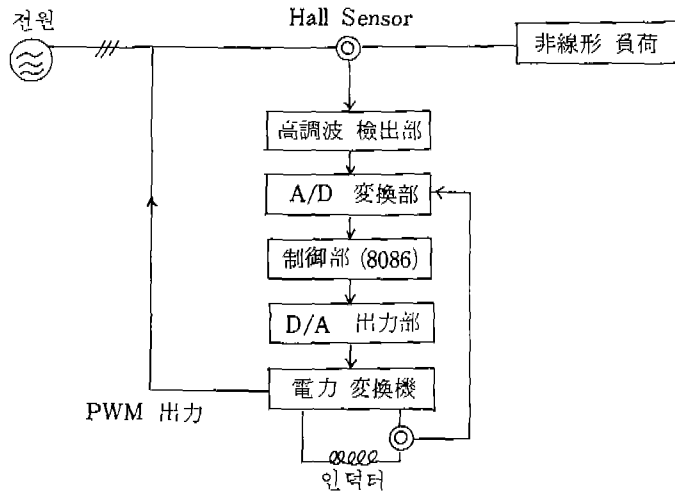 전원
Hall Sensor
非線形 負荷
高調波 檢出部
A/D 変換部
制御部 (8086)
D/A 出力部
電力 変換機
PWM 出力
인덕터